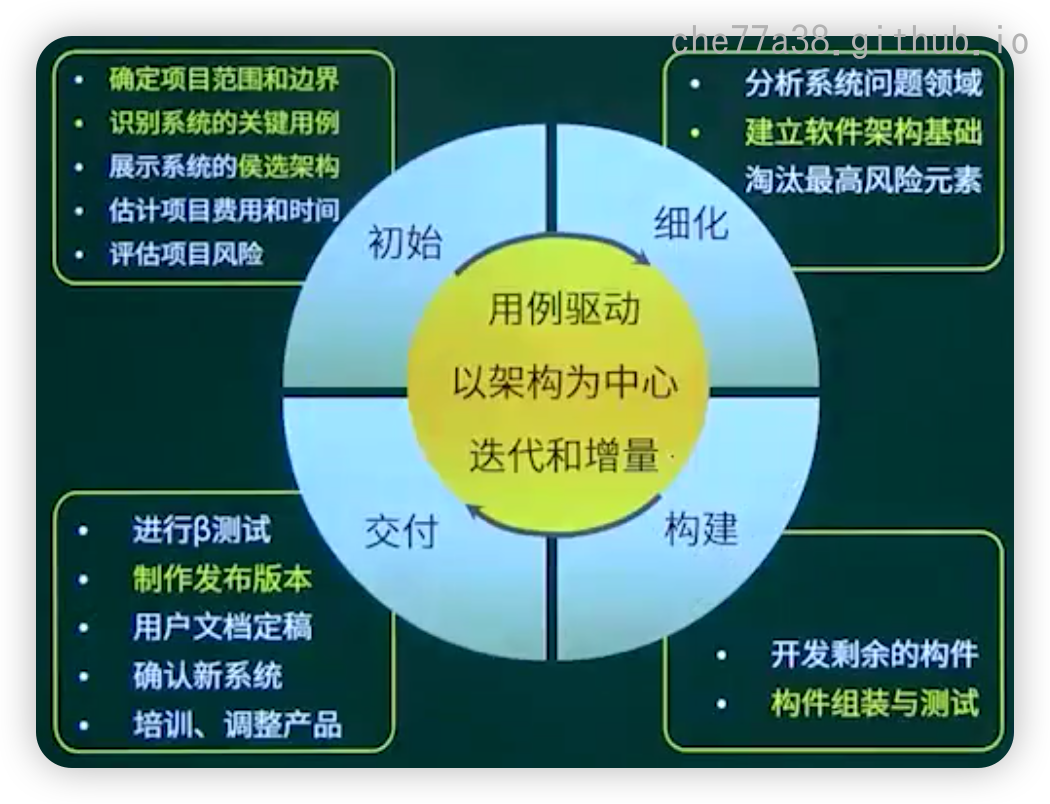 che77a38.github.io
• 确定项目范围和边界
• 识别系统的关键用例
• 展示系统的侯选架构
• 估计项目费用和时间
• 评估项目风险
• 分析系统问题领域
• 建立软件架构基础
淘汰最高风险元素
初始
细化
用例驱动
以架构为中心
迭代和增量
交付
构建
• 进行β测试
• 制作发布版本
• 用户文档定稿
• 确认新系统
• 培训、调整产品
• 开发剩余的构件
• 构件组装与测试